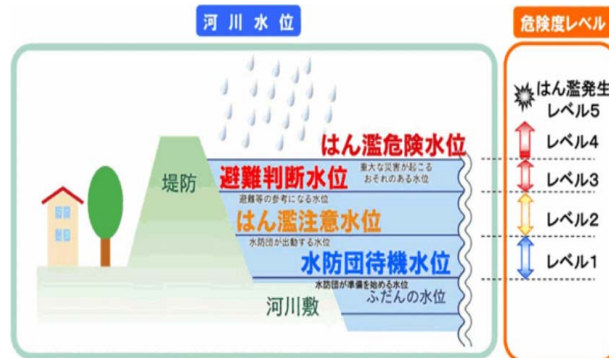 河川水位
危険度レベル
はん濫発生
レベル5
はん濫危険水位
レベル4
重大な災害が起こる
おそれのある水位
堤防
避難判断水位
レベル3
避難等の参考になる水位
はん濫注意水位
レベル2
水防団が出動する水位
水防団待機水位
レベル1
水防団が準備を始める水位
ふだんの水位
河川敷